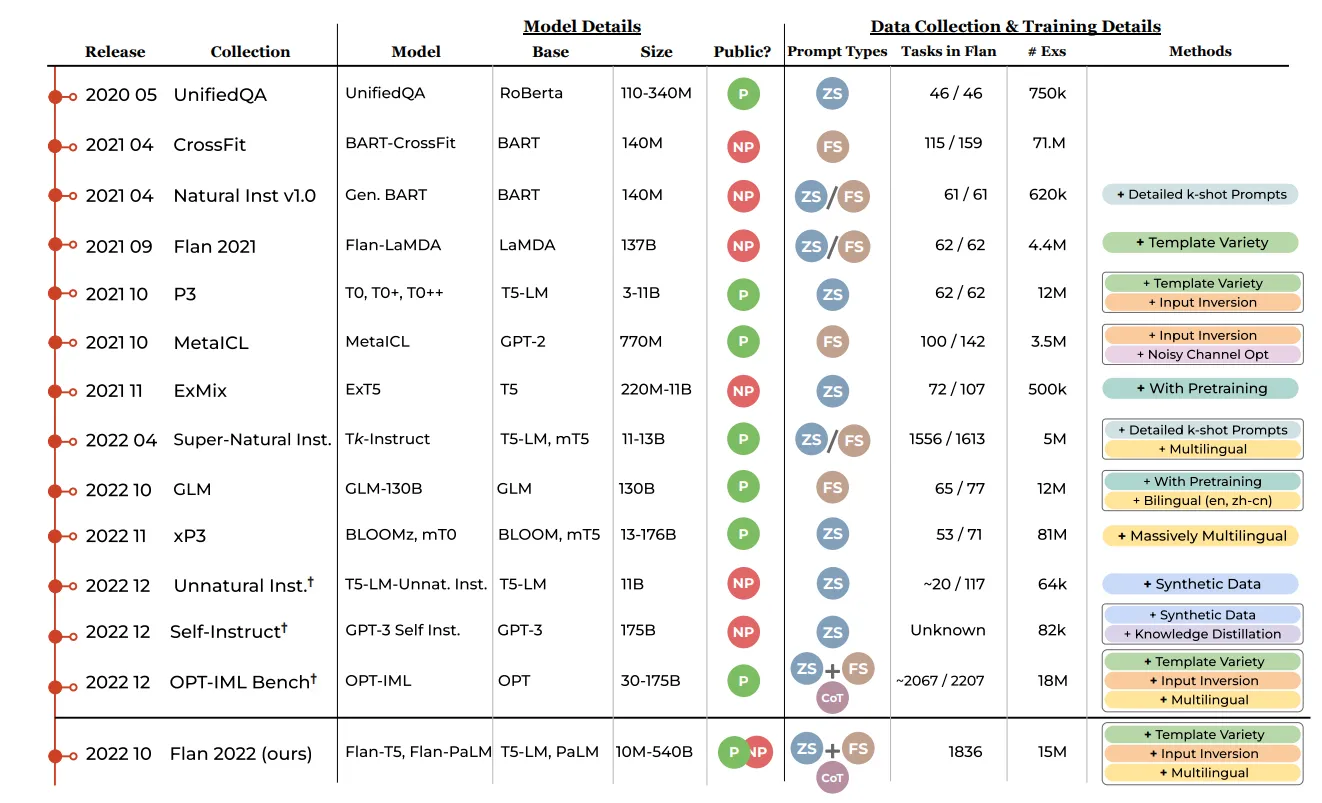 Model Details Data Collection & Training Details
Release Collection Model Base Size Public? Prompt Types Tasks in Flan # Exs Methods
2020 05 UnifiedQA UnifiedQA RoBerta 110-340M P ZS 46 / 46 750k
2021 04 CrossFit BART-CrossFit BART 140M NP FS 115 / 159 71.M
2021 04 Natural Inst v1.0 Gen. BART BART 140M NP ZS / FS 61 / 61 620k + Detailed k-shot Prompts
2021 09 Flan 2021 Flan-LaMDA LaMDA 137B NP ZS / FS 62 / 62 4.4M + Template Variety
2021 10 P3 T0, T0+, T0++ T5-LM 3-11B P ZS 62 / 62 12M + Template Variety
+ Input Inversion
2021 10 MetaICL MetaICL GPT-2 770M P FS 100 / 142 3.5M + Input Inversion
+ Noisy Channel Opt
2021 11 ExMix ExT5 T5 220M-11B NP ZS 72 / 107 500k + With Pretraining
2022 04 Super-Natural Inst. Tk-Instruct T5-LM, mT5 11-13B P ZS / FS 1556 / 1613 5M + Detailed k-shot Prompts
+ Multilingual
2022 10 GLM GLM-130B GLM 130B P FS 65 / 77 12M + With Pretraining
+ Bilingual (en, zh-cn)
2022 11 xP3 BLOOMz, mT0 BLOOM, mT5 13-176B P ZS 53 / 71 81M + Massively Multilingual
2022 12 Unnatural Inst.† T5-LM-Unnat. Inst. T5-LM 11B NP ZS ~20 / 117 64k + Synthetic Data
2022 12 Self-Instruct† GPT-3 Self Inst. GPT-3 175B NP ZS Unknown 82k + Synthetic Data
+ Knowledge Distillation
2022 12 OPT-IML Bench† OPT-IML OPT 30-175B P ZS + FS CoT ~2067 / 2207 18M + Template Variety
+ Input Inversion
+ Multilingual
2022 10 Flan 2022 (ours) Flan-T5, Flan-PaLM T5-LM, PaLM 10M-540B P NP ZS + FS CoT 1836 15M + Template Variety
+ Input Inversion
+ Multilingual